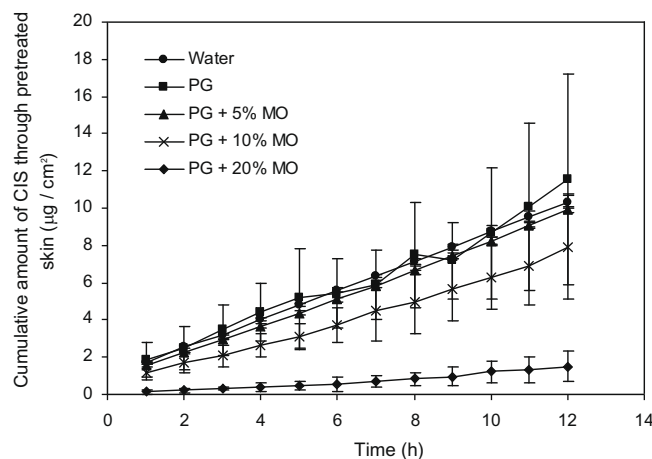 Cumulative amount of CIS through pretreated
skin (μg / cm²)
20
18
16
14
12
10
8
6
4
2
0
Water
PG
PG + 5% MO
PG + 10% MO
PG + 20% MO
0 2 4 6 8 10 12 14
Time (h)